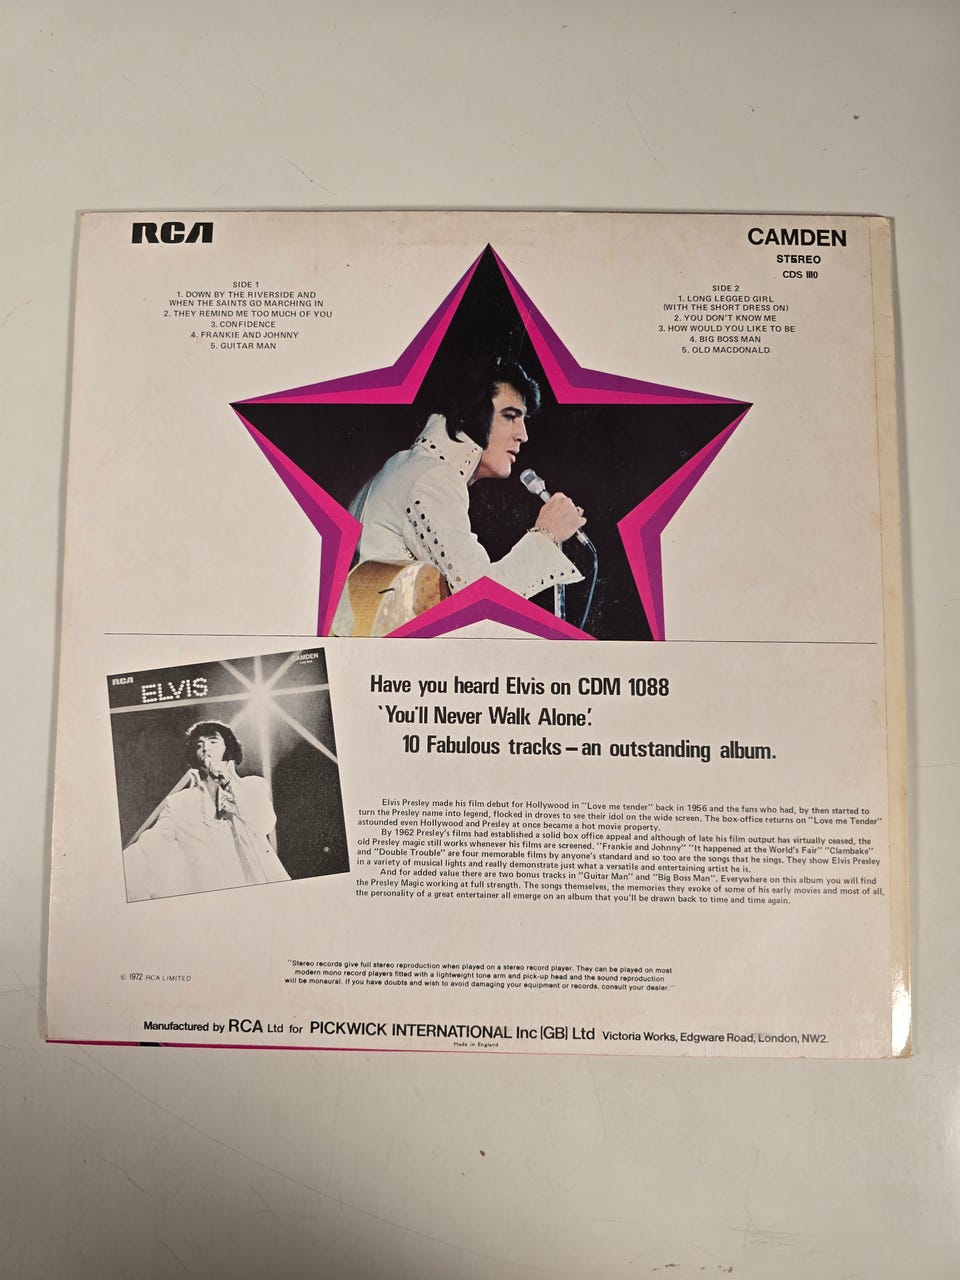 RCA
CAMDEN
STEREO
CDS 1110
SIDE 1
1. DOWN BY THE RIVERSIDE AND
WHEN THE SAINTS GO MARCHING IN
2. THEY REMIND ME TOO MUCH OF YOU
3. CONFIDENCE
4. FRANKIE AND JOHNNY
5. GUITAR MAN
SIDE 2
1. LONG LEGGED GIRL
(WITH THE SHORT DRESS ON)
2. YOU DON'T KNOW ME
3. HOW WOULD YOU LIKE TO BE
4. BIG BOSS MAN
5. OLD MACDONALD
RCA
CAMDEN
ELVIS
Have you heard Elvis on CDM 1088
'You'll Never Walk Alone'.
10 Fabulous tracks – an outstanding album.
Elvis Presley made his film debut for Hollywood in "Love me tender" back in 1956 and the fans who had, by then started to
turn the Presley name into legend, flocked in droves to see their idol on the wide screen. The box-office returns on "Love me Tender"
astounded even Hollywood and Presley at once became a hot movie property.
By 1962 Presley's films had established a solid box office appeal and although of late his film output has virtually ceased, the
old Presley magic still works whenever his films are screened. "Frankie and Johnny" "It happened at the World's Fair" "Clambake"
and "Double Trouble" are four memorable films by anyone's standard and so too are the songs that he sings. They show Elvis Presley
in a variety of musical lights and really demonstrate just what a versatile and entertaining artist he is.
And for added value there are two bonus tracks in "Guitar Man" and "Big Boss Man". Everywhere on this album you will find
the Presley Magic working at full strength. The songs themselves, the memories they evoke of some of his early movies and most of all,
the personality of a great entertainer all emerge on an album that you'll be drawn back to time and time again.
"Stereo records give full stereo reproduction when played on a stereo record player. They can be played on most
modern mono record players fitted with a lightweight tone arm and pick-up head and the sound reproduction
will be monaural. If you have doubts and wish to avoid damaging your equipment or records, consult your dealer."
© 1972 RCA LIMITED
Manufactured by RCA Ltd for PICKWICK INTERNATIONAL Inc (GB) Ltd Victoria Works, Edgware Road, London, NW2.
Made in England